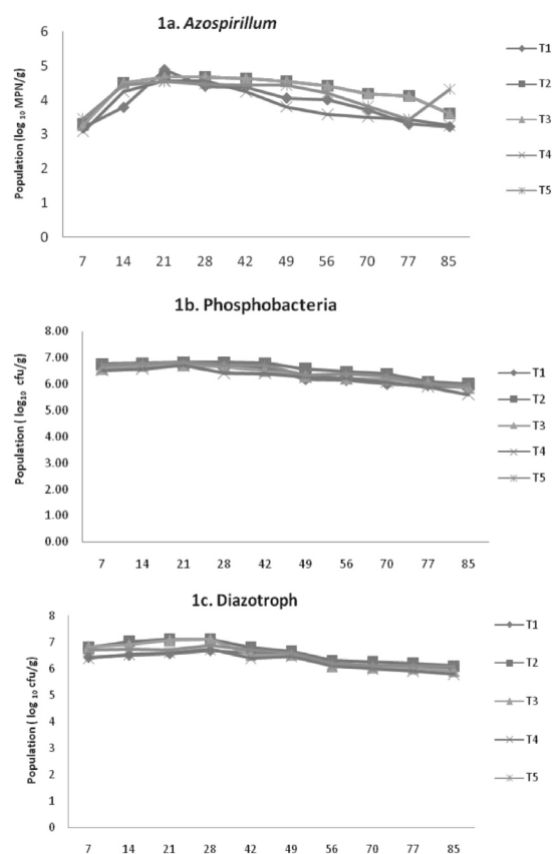 1a. Azospirillum
Population (log 10 MPN/g)
6
5
4
3
2
1
0
7 14 21 28 42 49 56 70 77 85
T1
T2
T3
T4
T5
1b. Phosphobacteria
Population ( log10 cfu/g)
8.00
7.00
6.00
5.00
4.00
3.00
2.00
1.00
0.00
7 14 21 28 42 49 56 70 77 85
T1
T2
T3
T4
T5
1c. Diazotroph
Population ( log 10 cfu/g)
8
7
6
5
4
3
2
1
0
7 14 21 28 42 49 56 70 77 85
T1
T2
T3
T4
T5